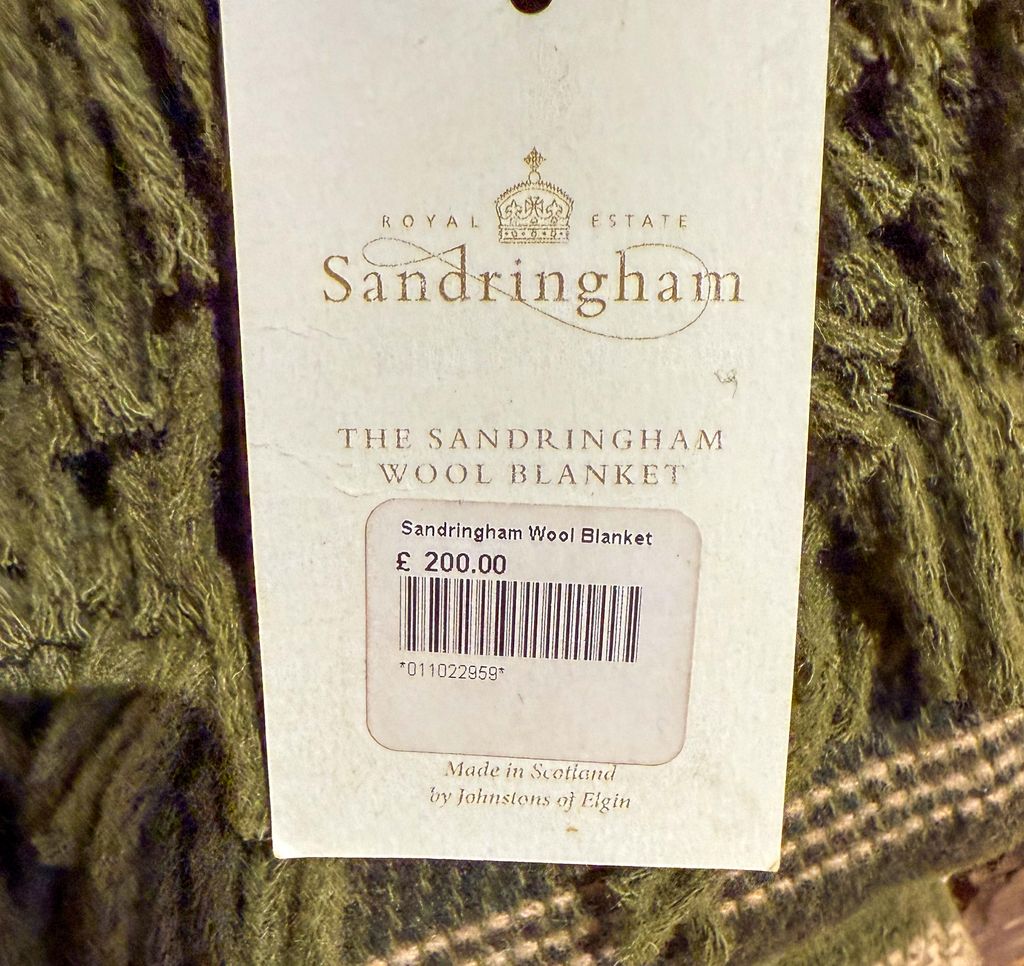 ROYAL ESTATE
Sandringham
THE SANDRINGHAM
WOOL BLANKET
Sandringham Wool Blanket
£ 200.00
*011022959*
Made in Scotland
by Johnstons of Elgin